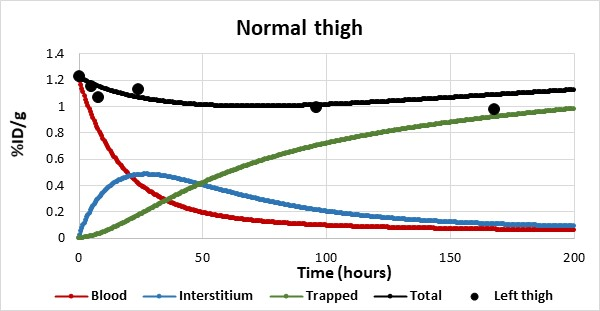 Normal thigh
%ID/g
1.4
1.2
1
0.8
0.6
0.4
0.2
0
0 50 100 150 200
Time (hours)
Blood Interstitium Trapped Total Left thigh